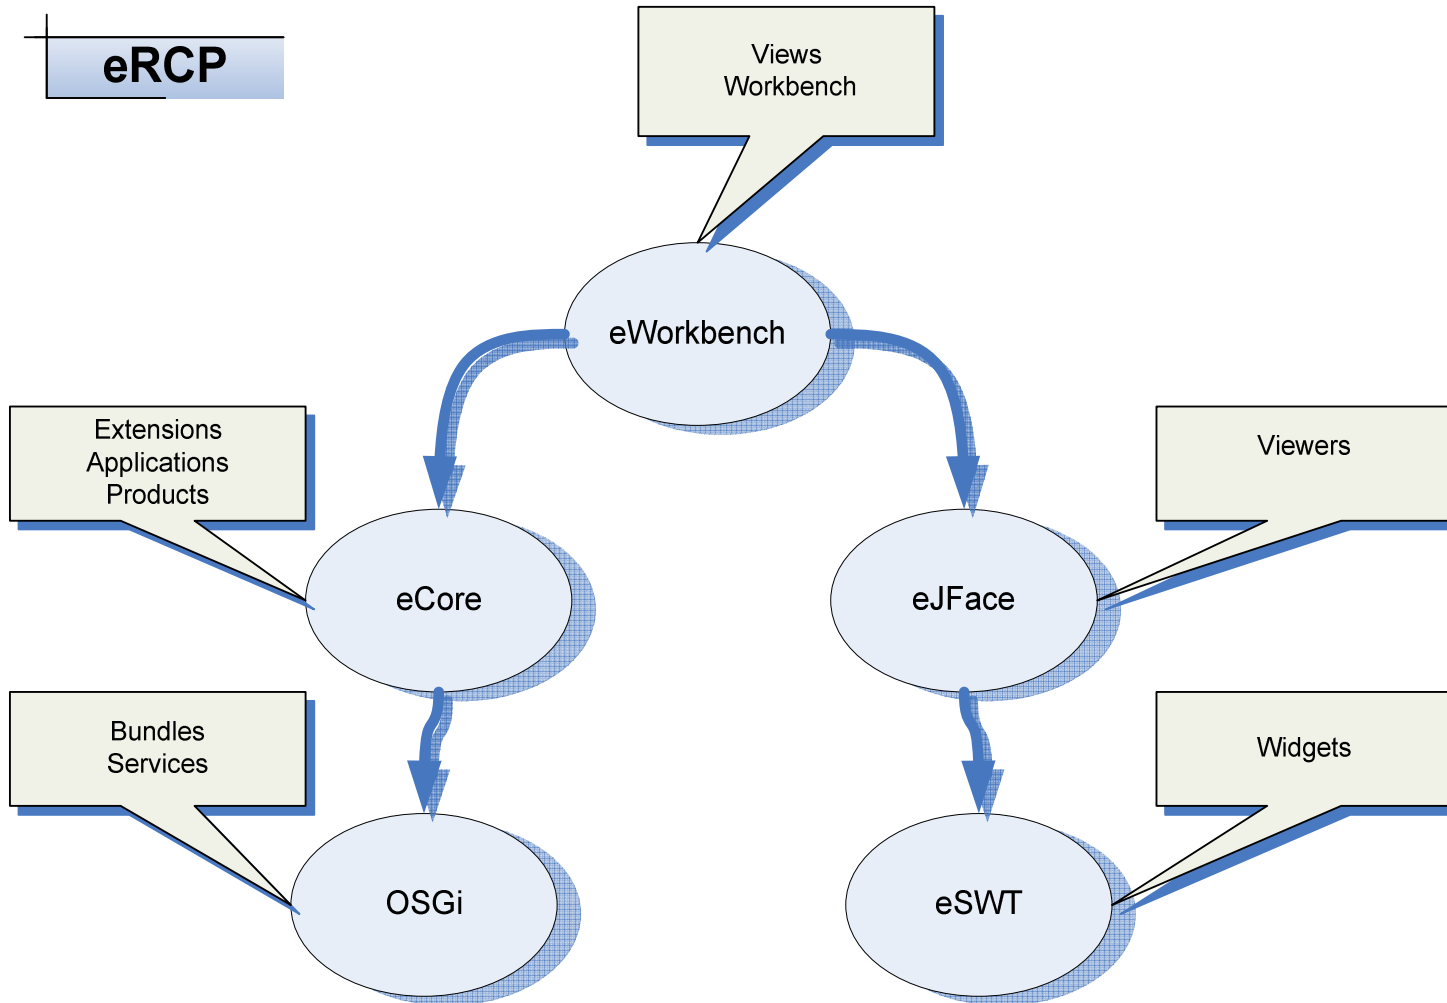 eRCP
Views
Workbench
eWorkbench
Extensions
Applications
Products
Viewers
eCore
eJFace
Bundles
Services
Widgets
OSGi
eSWT